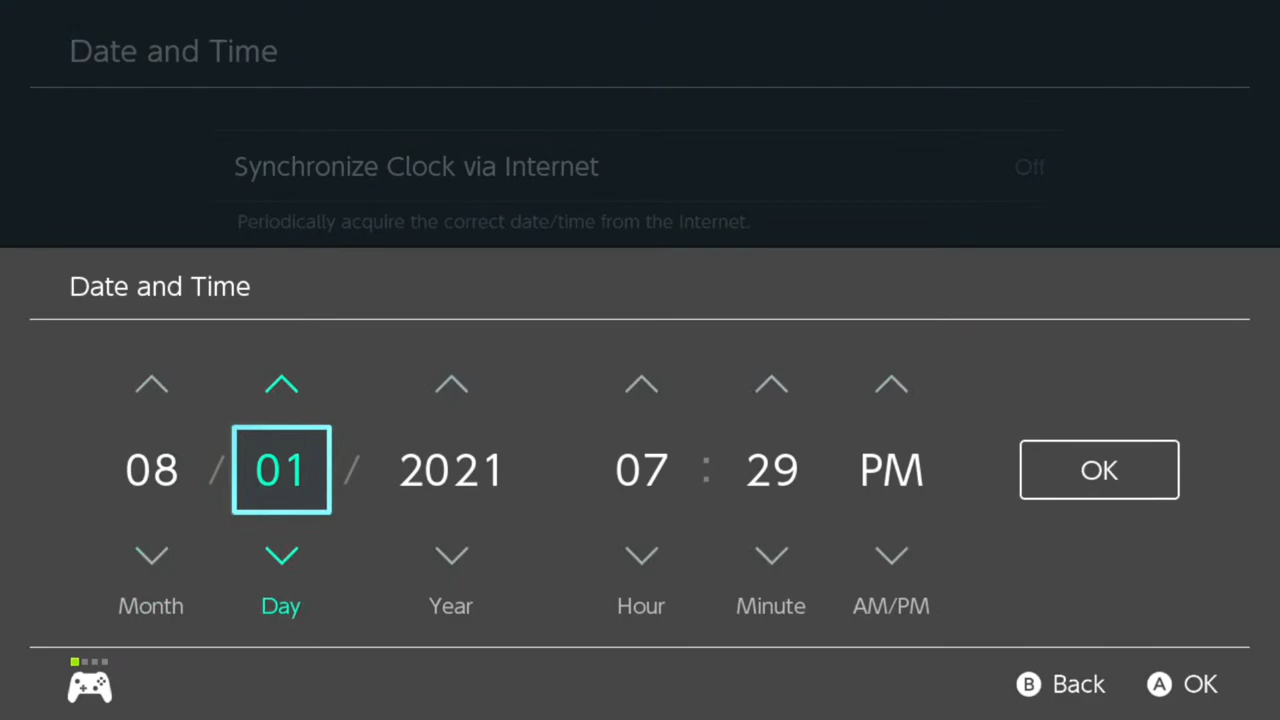 Date and Time
Synchronize Clock via Internet Off
Periodically acquire the correct date/time from the Internet.
Date and Time
08 / 01 / 2021 07 : 29 PM OK
Month Day Year Hour Minute AM/PM
B Back A OK